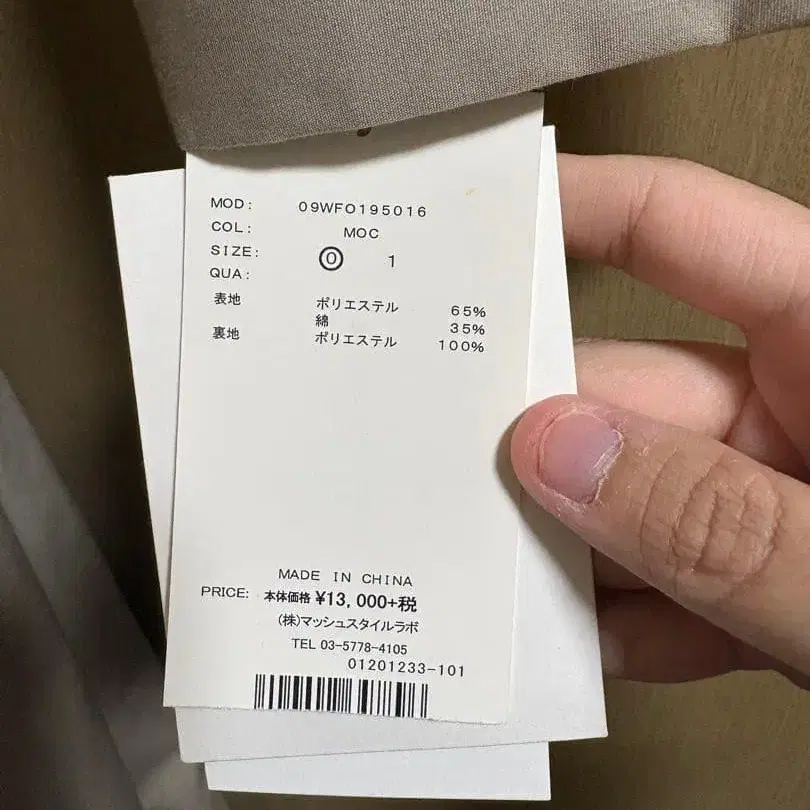 MOD: 09WFO195016
COL: MOC
SIZE: 0 1
QUA:
表地 ポリエステル 65%
綿 35%
裏地 ポリエステル 100%
MADE IN CHINA
PRICE: 本体価格 ¥13,000+税
(株)マッシュスタイルラボ
TEL 03-5778-4105
01201233-101